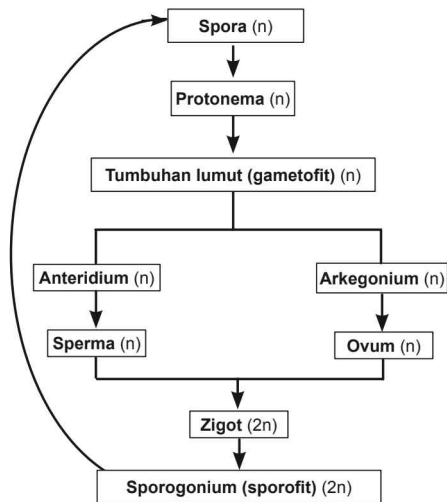 Spora (n)
Protonema (n)
Tumbuhan lumut (gametofit) (n)
Anteridium (n)
Arkegonium (n)
Sperma (n)
Ovum (n)
Zigot (2n)
Sporogonium (sporofit) (2n)